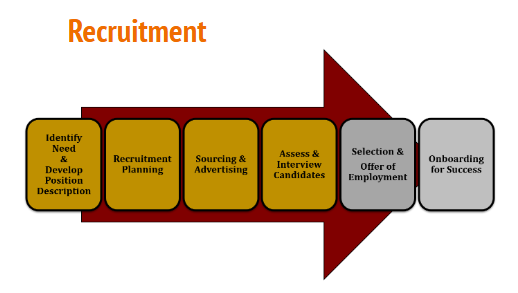 Recruitment
Identify
Need
&
Develop
Position
Description
Recruitment
Planning
Sourcing &
Advertising
Assess &
Interview
Candidates
Selection &
Offer of
Employment
Onboarding
for Success